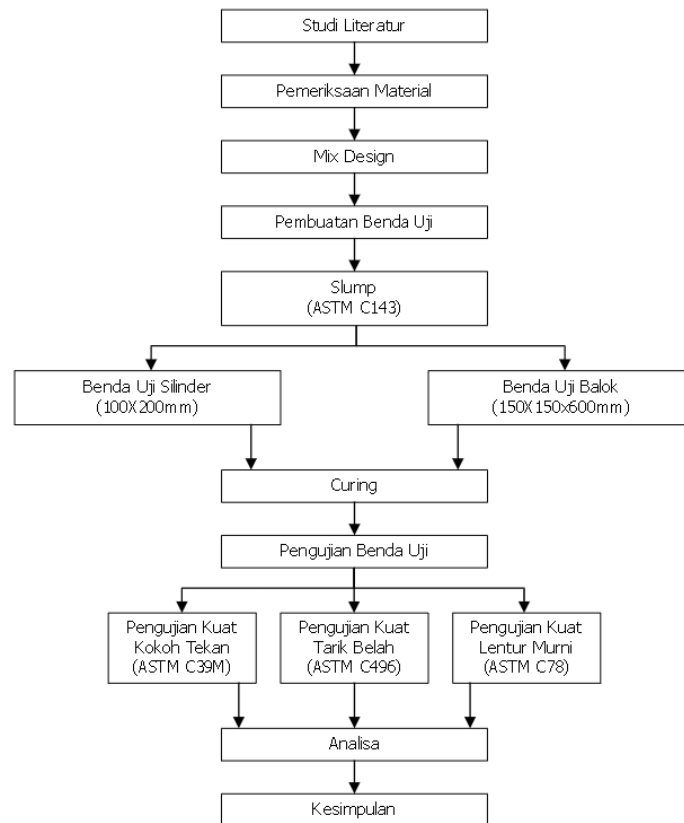 Studi Literatur
Pemeriksaan Material
Mix Design
Pembuatan Benda Uji
Slump
(ASTM C143)
Benda Uji Silinder
(100X200mm)
Benda Uji Balok
(150X150x600mm)
Curing
Pengujian Benda Uji
Pengujian Kuat
Kokoh Tekan
(ASTM C39M)
Pengujian Kuat
Tarik Belah
(ASTM C496)
Pengujian Kuat
Lentur Murni
(ASTM C78)
Analisa
Kesimpulan